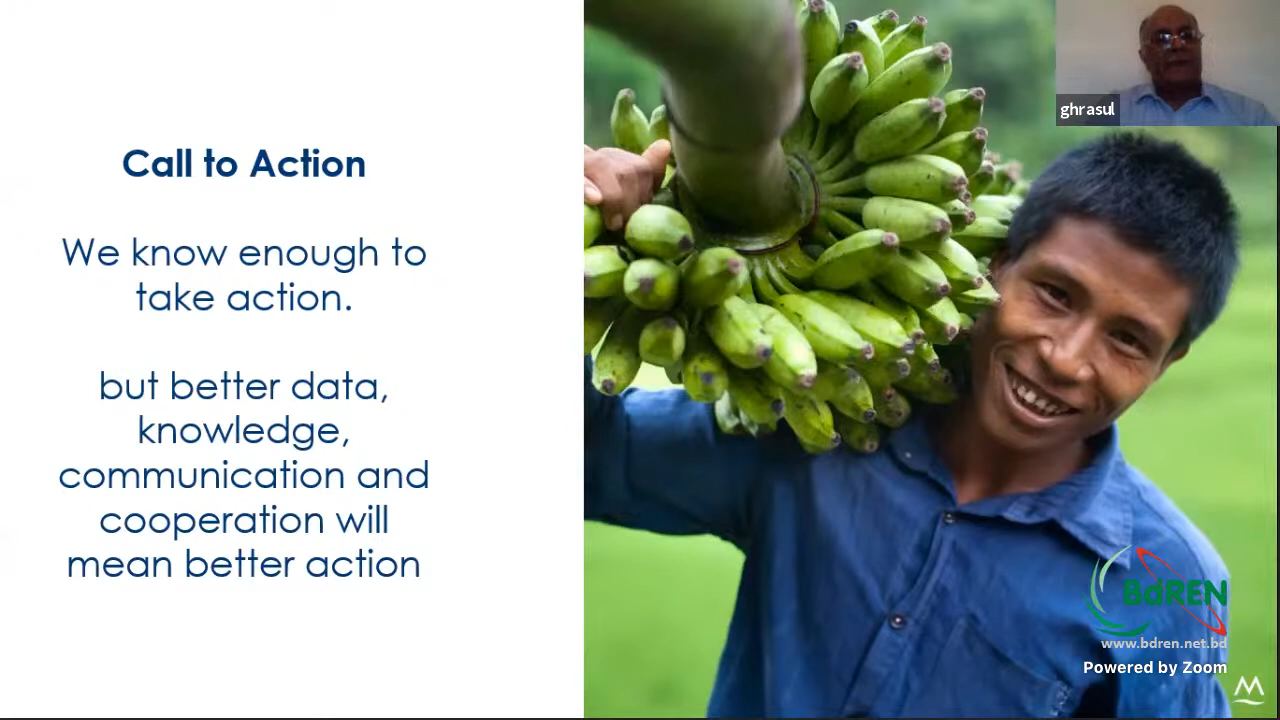 Call to Action
We know enough to
take action.
but better data,
knowledge,
communication and
cooperation will
mean better action
ghrasul
BdREN
www.bdren.net.bd
Powered by Zoom